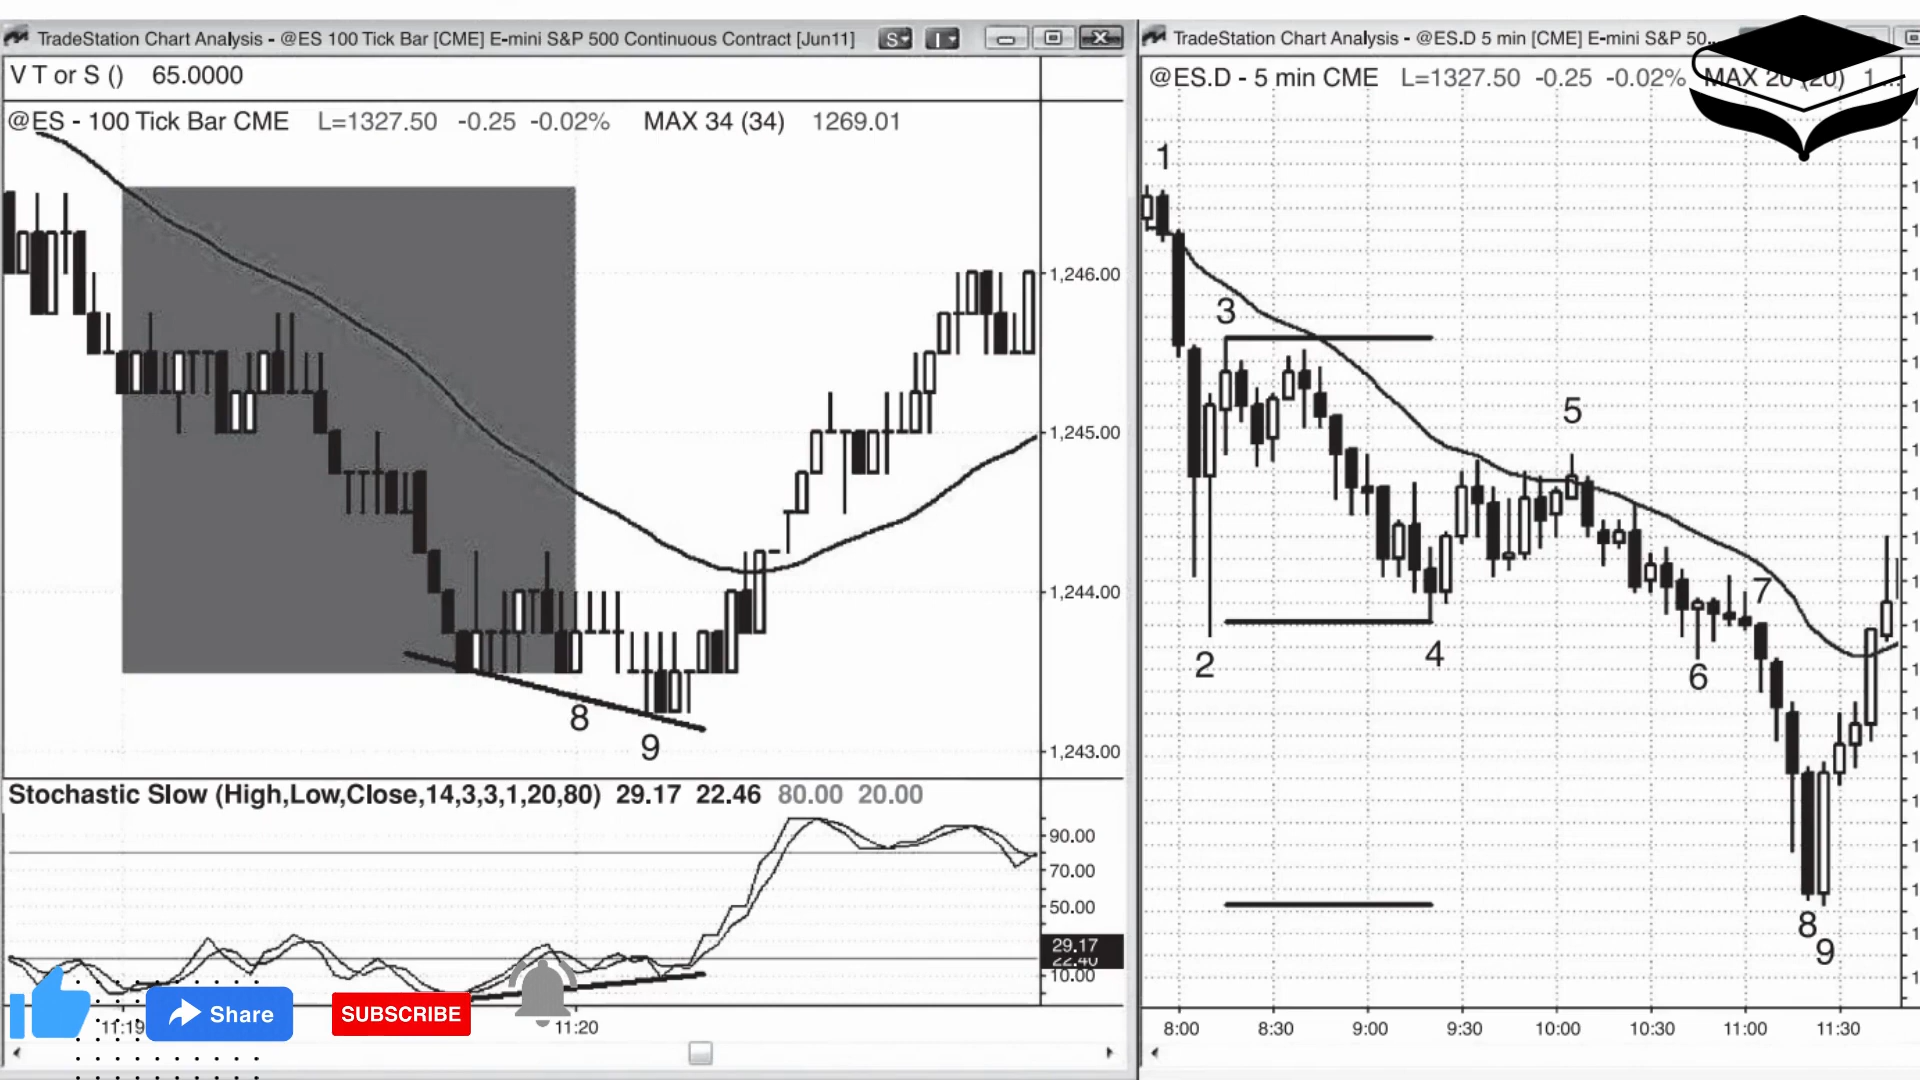 TradeStation Chart Analysis - @ES 100 Tick Bar [CME] E-mini S&P 500 Continuous Contract [Jun11]
S
I
V T or S () 65.0000
@ES - 100 Tick Bar CME L=1327.50 -0.25 -0.02% MAX 34 (34) 1269.01
1,246.00
1,245.00
1,244.00
1,243.00
8
9
Stochastic Slow (High,Low,Close,14,3,3,1,20,80) 29.17 22.46 80.00 20.00
90.00
70.00
50.00
29.17
10.00
11:19
11:20
Share
SUBSCRIBE
TradeStation Chart Analysis - @ES.D 5 min [CME] E-mini S&P 50...
@ES.D - 5 min CME L=1327.50 -0.25 -0.02% MAX 20 (20) 1...
1
3
5
7
2
4
6
8
9
8:00 8:30 9:00 9:30 10:00 10:30 11:00 11:30